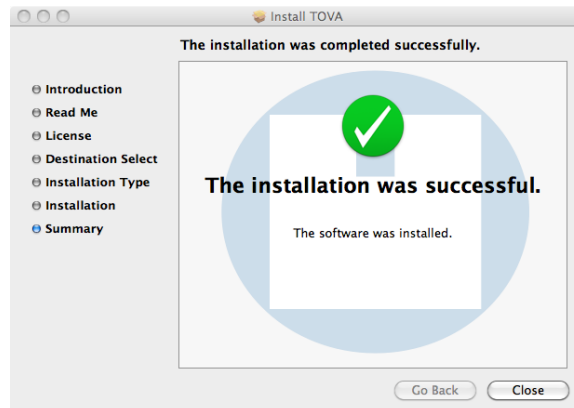 Install TOVA
The installation was completed successfully.
Introduction
Read Me
License
Destination Select
Installation Type
Installation
Summary
The installation was successful.
The software was installed.
Go Back
Close